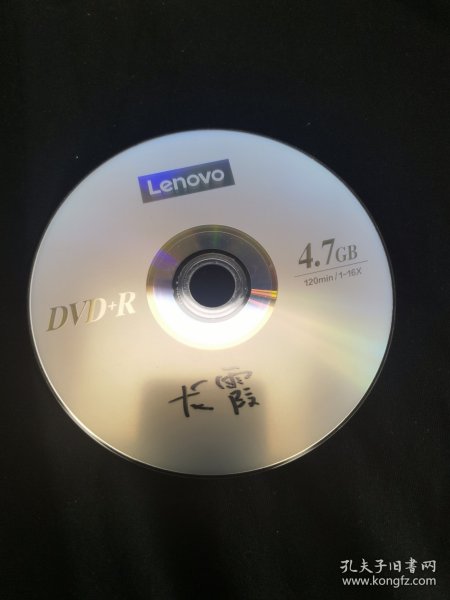 Lenovo
4.7GB
120min/1-16X
DVD+R
长霞
孔夫子旧书网
www.kongfz.com